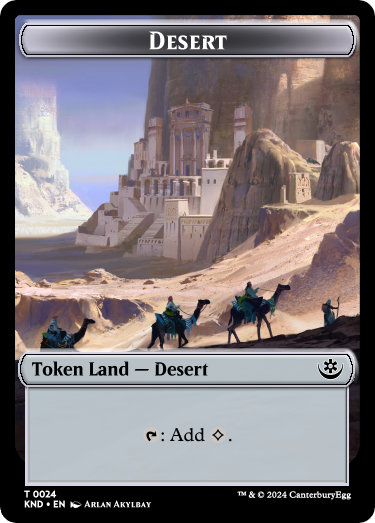 Desert
Token Land — Desert
: Add .
T 0024
KND • EN Arlan Akylbay
™ & © 2024 CanterburyEgg